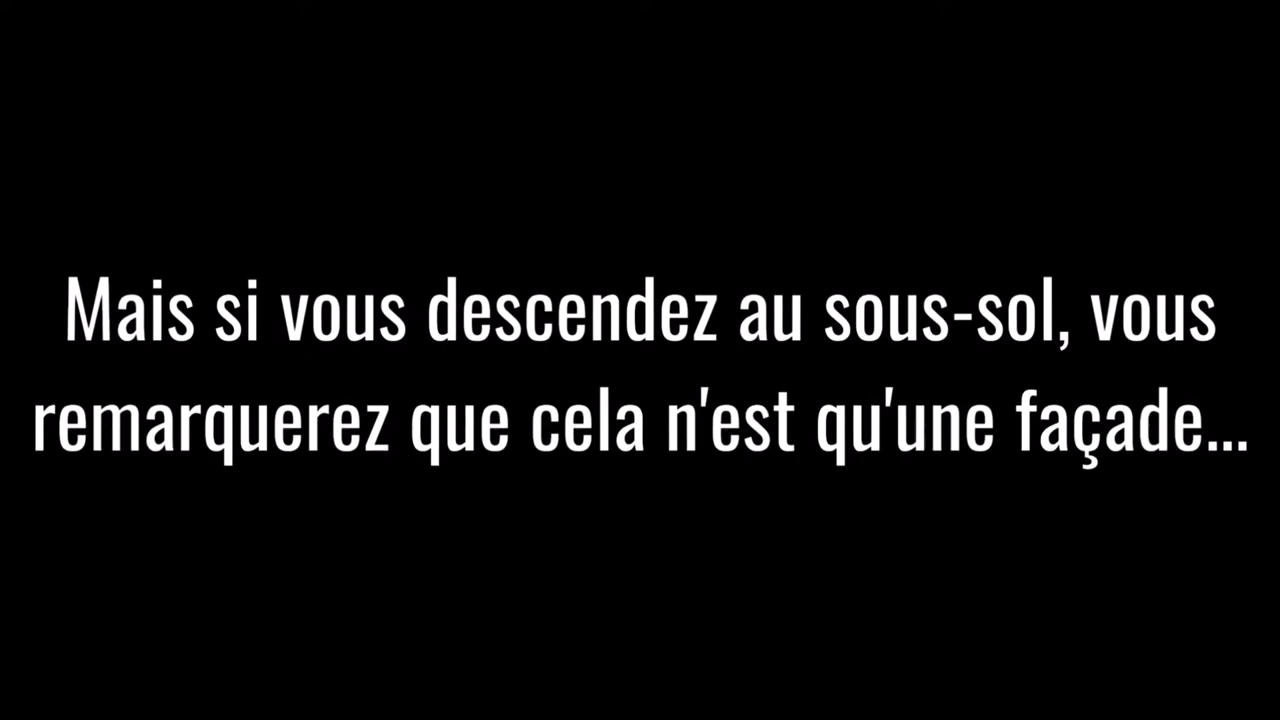 Mais si vous descendez au sous-sol, vous
remarquerez que cela n'est qu'une façade...